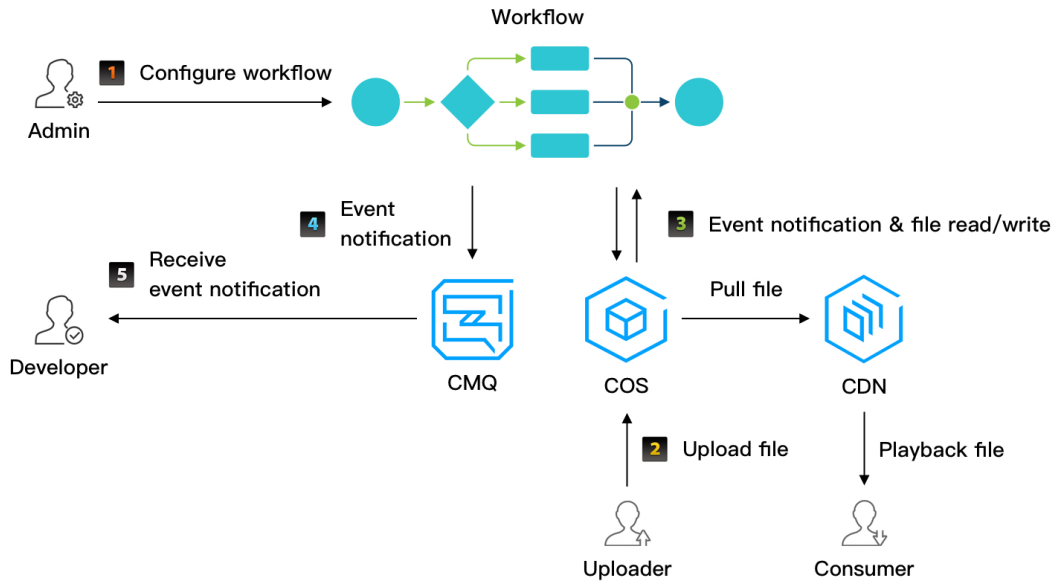 Workflow
1 Configure workflow
Admin
4 Event
notification
3 Event notification & file read/write
5 Receive
event notification
Pull file
Developer
CMQ
COS
CDN
2 Upload file
Playback file
Uploader
Consumer